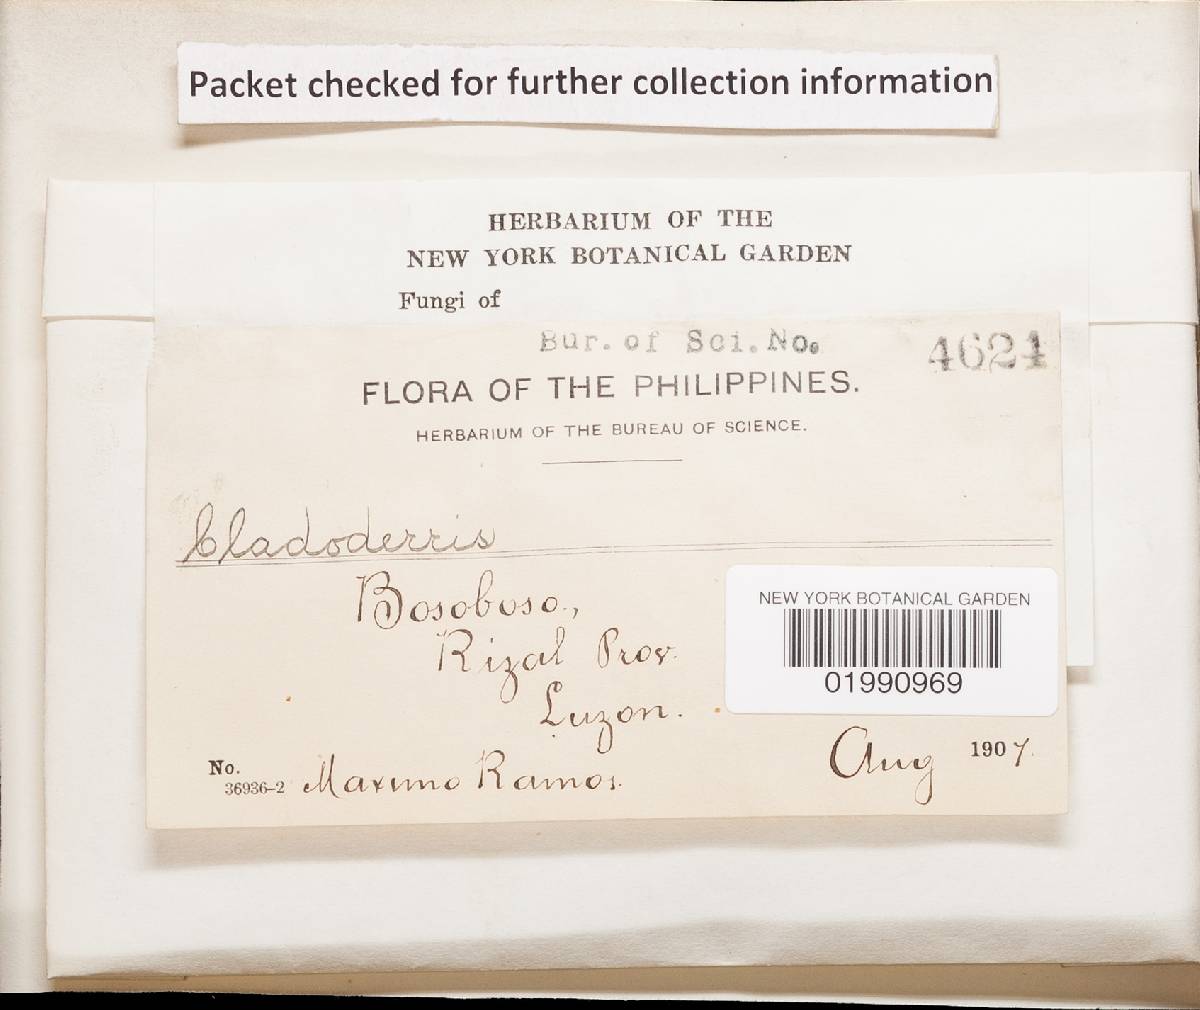 Packet checked for further collection information
HERBARIUM OF THE
NEW YORK BOTANICAL GARDEN
Fungi of
Bur. of Sci. No. 4624
FLORA OF THE PHILIPPINES.
HERBARIUM OF THE BUREAU OF SCIENCE.
Cladoderris
Bosoboso,
Rizal Prov.
Luzon.
NEW YORK BOTANICAL GARDEN
01990969
Aug 1907.
No.
36936-2 Maximo Ramos.